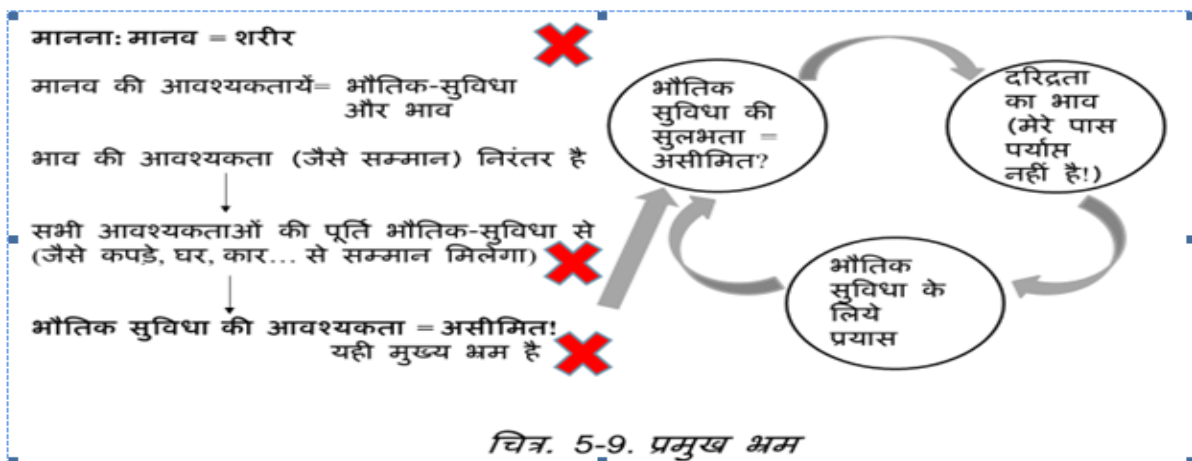 मानना: मानव = शरीर
मानव की आवश्यकतायें= भौतिक-सुविधा
और भाव
भाव की आवश्यकता (जैसे सम्मान) निरंतर है
सभी आवश्यकताओं की पूर्ति भौतिक-सुविधा से
(जैसे कपड़े, घर, कार... से सम्मान मिलेगा)
भौतिक सुविधा की आवश्यकता = असीमित!
यही मुख्य भ्रम है
भौतिक
सुविधा की
सुलभता =
असीमित?
दरिद्रता
का भाव
(मेरे पास
पर्याप्त
नहीं है!)
भौतिक
सुविधा के
लिये
प्रयास
चित्र. 5-9. प्रमुख भ्रम